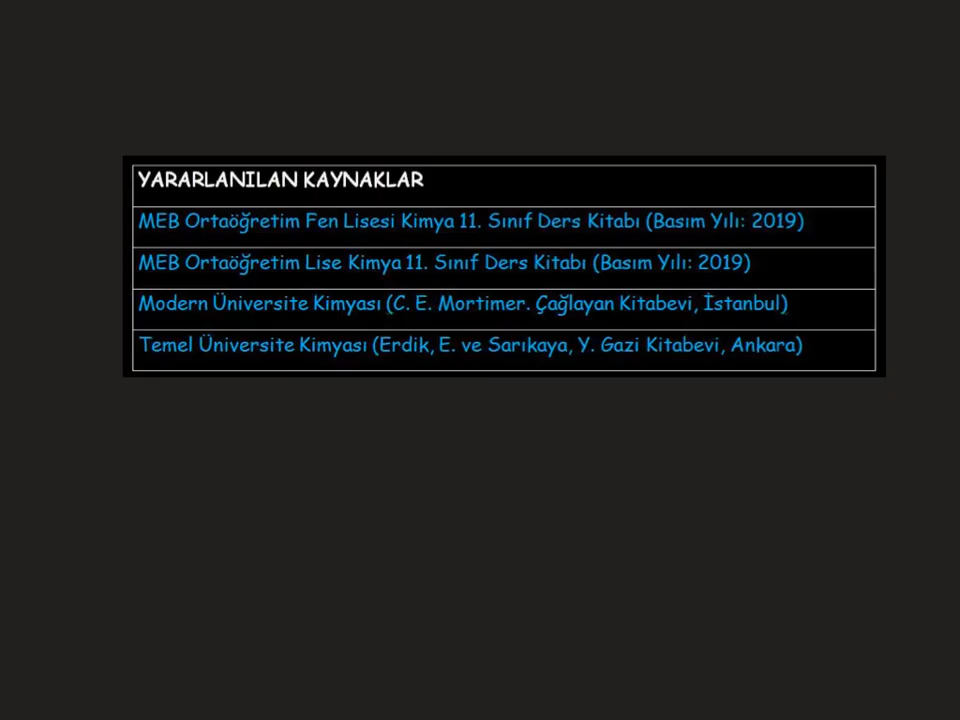 YARARLANILAN KAYNAKLAR
MEB Ortaöğretim Fen Lisesi Kimya 11. Sınıf Ders Kitabı (Basım Yılı: 2019)
MEB Ortaöğretim Lise Kimya 11. Sınıf Ders Kitabı (Basım Yılı: 2019)
Modern Üniversite Kimyası (C. E. Mortimer. Çağlayan Kitabevi, İstanbul)
Temel Üniversite Kimyası (Erdik, E. ve Sarıkaya, Y. Gazi Kitabevi, Ankara)